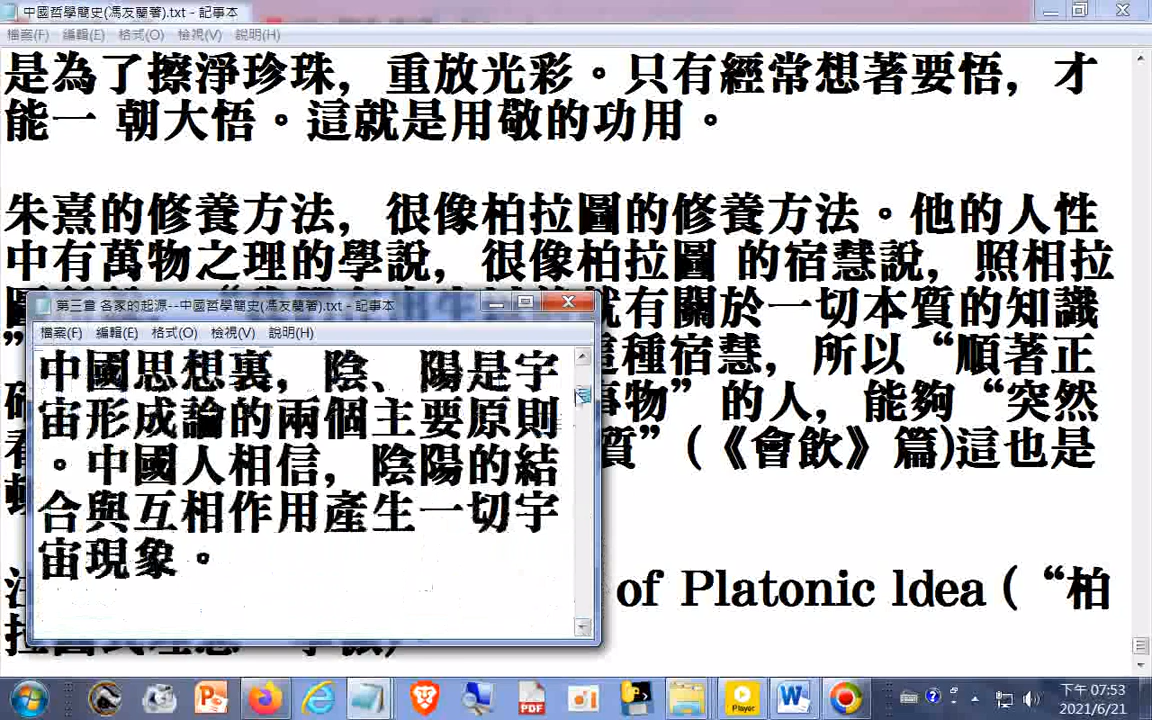 中國哲學簡史(馮友蘭著).txt - 記事本
檔案(F) 編輯(E) 格式(O) 檢視(V) 說明(H)
是為了擦淨珍珠，重放光彩。只有經常想著要悟，才
能一 朝大悟。這就是用敬的功用。
朱熹的修養方法，很像柏拉圖的修養方法。他的人性
中有萬物之理的學說，很像柏拉圖 的宿慧說，照相拉
就有關於一切本質的知識
”
這種宿慧，所以“順著正
事物”的人，能夠“突然
質”(《會飲》篇)這也是
of Platonic ldea (“柏
第三章 各家的起源--中國哲學簡史(馮友蘭著).txt - 記事本
檔案(F) 編輯(E) 格式(O) 檢視(V) 說明(H)
中國思想裏，陰、陽是宇
宙形成論的兩個主要原則
。中國人相信，陰陽的結
合與互相作用產生一切宇
宙現象。
PDF
Player
下午 07:53
2021/6/21